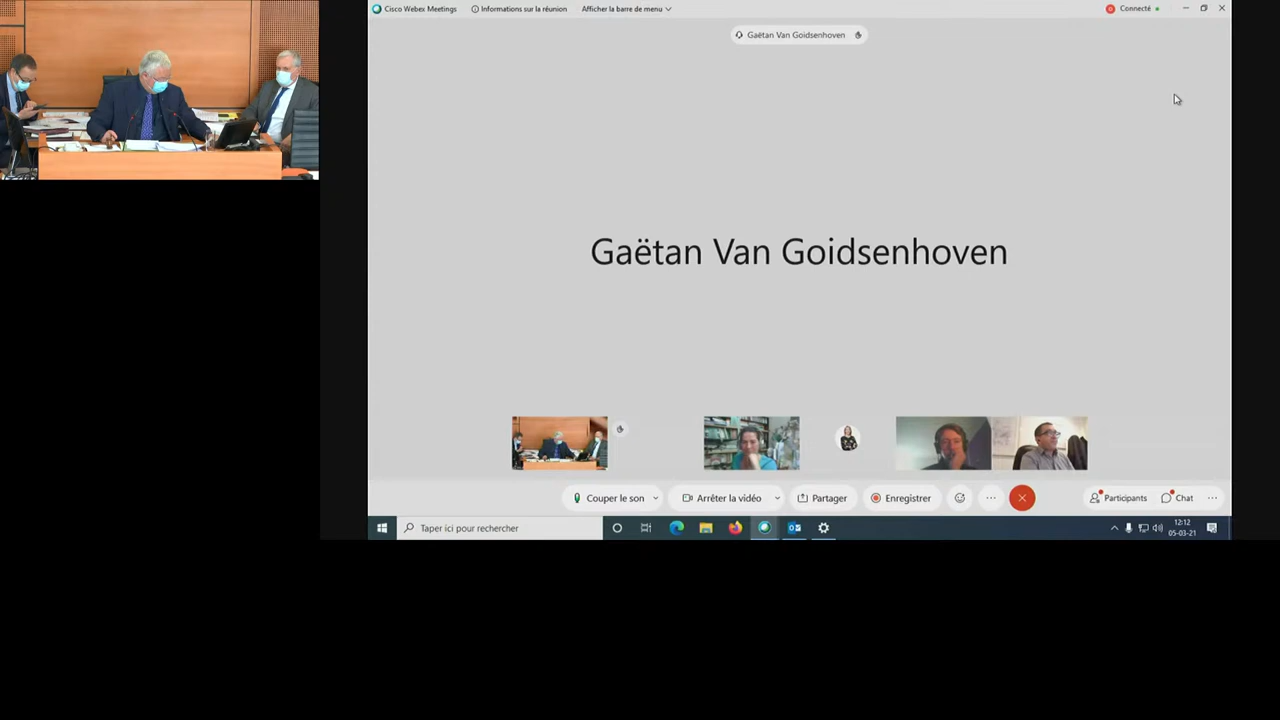 Cisco Webex Meetings
Informations sur la réunion
Afficher la barre de menu
Connecté
Gaëtan Van Goidsenhoven
Gaëtan Van Goidsenhoven
Couper le son
Arrêter la vidéo
Partager
Enregistrer
Participants
Chat
Taper ici pour rechercher
12:12
05-03-21